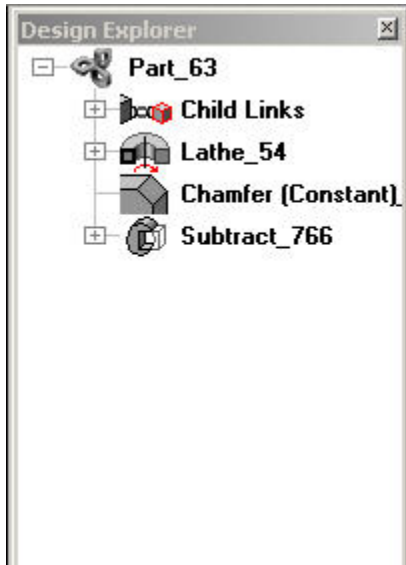 Design Explorer
Part_63
Child Links
Lathe_54
Chamfer (Constant)_
Subtract_766